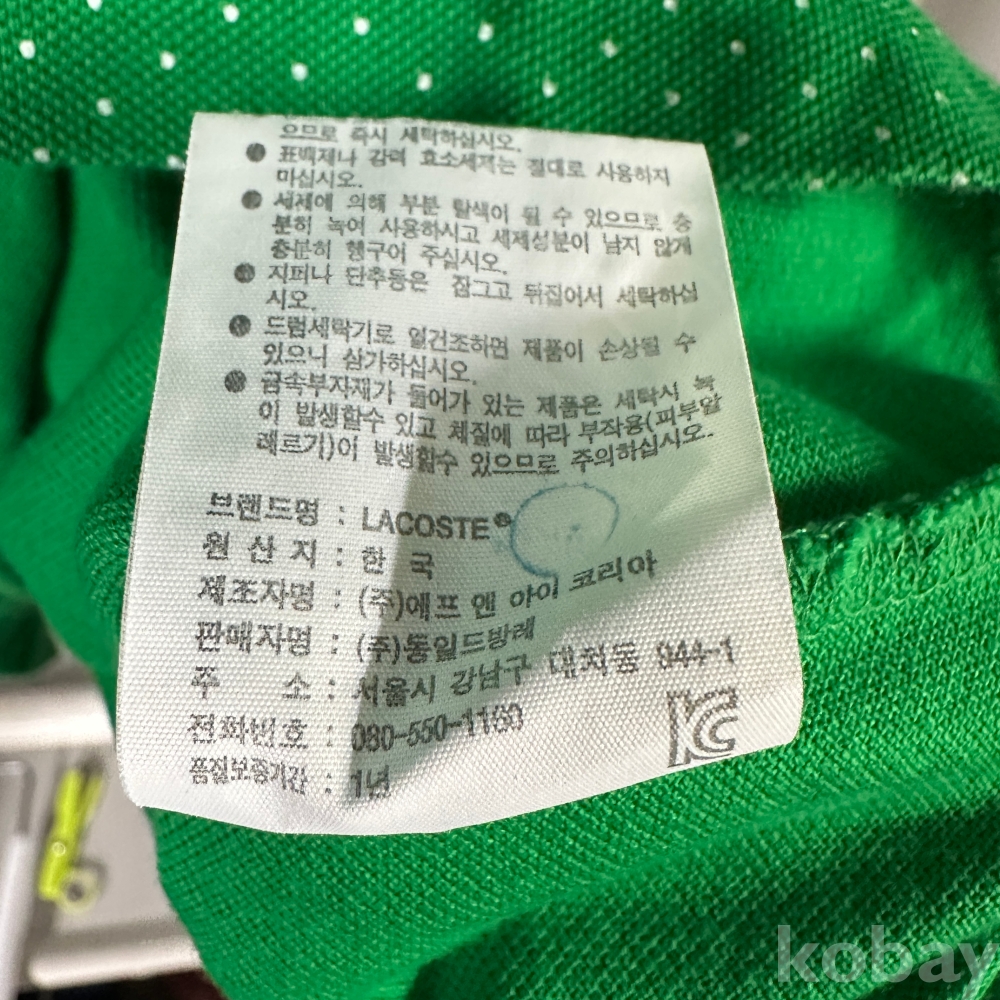 으므로 즉시 세탁하십시오.
● 표백제나 강력 효소세제는 절대로 사용하지
마십시오.
● 세제에 의해 부분 탈색이 될 수 있으므로 충
분히 녹여 사용하시고 세제성분이 남지 않게
충분히 헹구어 주십시오.
● 지퍼나 단추등은 잠그고 뒤집어서 세탁하십
시오.
● 드럼세탁기로 열건조하면 제품이 손상될 수
있으니 삼가하십시오.
● 금속부자재가 들어가 있는 제품은 세탁시 녹
이 발생할수 있고 체질에 따라 부작용(피부알
레르기)이 발생할수 있으므로 주의하십시오.
브랜드명 : LACOSTE®
원 산 지 : 한 국
제조자명 : (주)에프 엔 아이 코리아
판매자명 : (주)동일드방레
주 소 : 서울시 강남구 대치동 944-1
전화번호 : 080-550-1160
품질보증기간 : 1년
KC
kobay